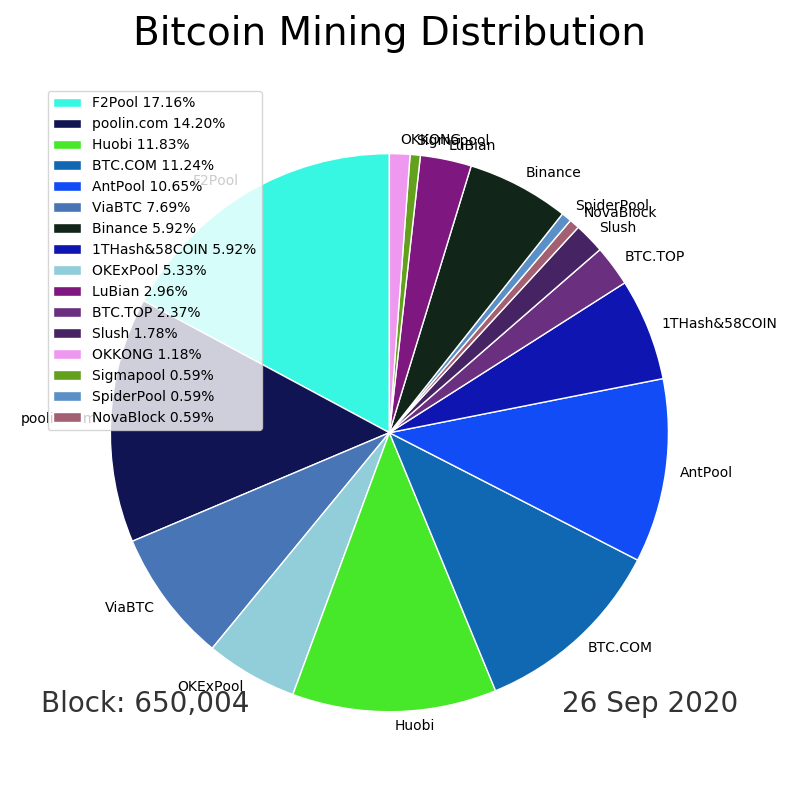 Bitcoin Mining Distribution
F2Pool 17.16%
poolin.com 14.20%
Huobi 11.83%
BTC.COM 11.24%
AntPool 10.65%
ViaBTC 7.69%
Binance 5.92%
1THash&58COIN 5.92%
OKExPool 5.33%
LuBian 2.96%
BTC.TOP 2.37%
Slush 1.78%
OKKONG 1.18%
Sigmapool 0.59%
SpiderPool 0.59%
NovaBlock 0.59%
OKKONG
Sigmapool
LuBian
Binance
F2Pool
SpiderPool
NovaBlock
Slush
BTC.TOP
1THash&58COIN
poolin.com
AntPool
ViaBTC
BTC.COM
OKExPool
Huobi
Block: 650,004
26 Sep 2020